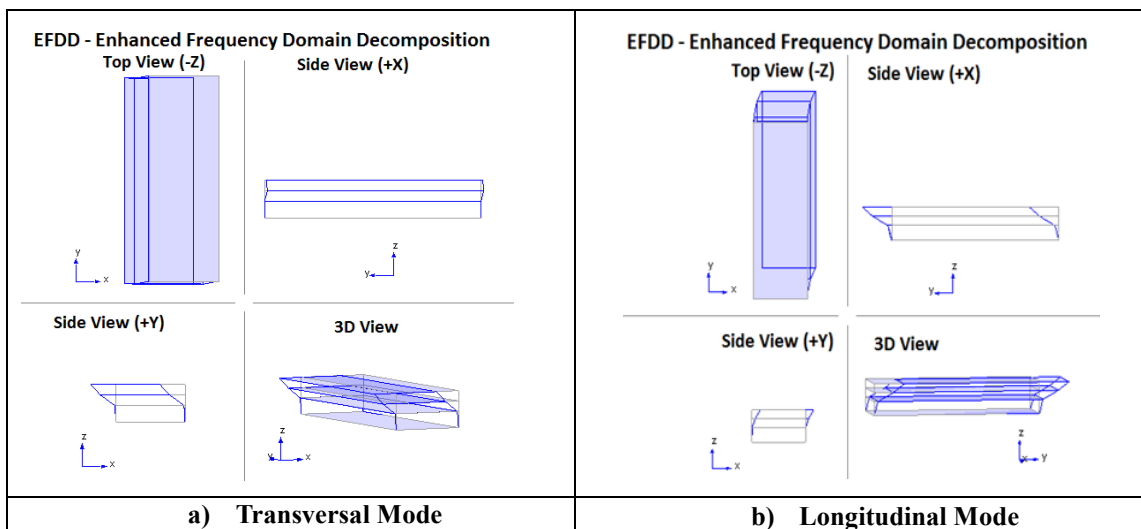 EFDD - Enhanced Frequency Domain Decomposition
Top View (-Z)
Side View (+X)
y
x
z
y
Side View (+Y)
3D View
z
x
z
y
x
a) Transversal Mode
EFDD - Enhanced Frequency Domain Decomposition
Top View (-Z)
Side View (+X)
y
x
z
y
Side View (+Y)
3D View
z
x
z
x
y
b) Longitudinal Mode